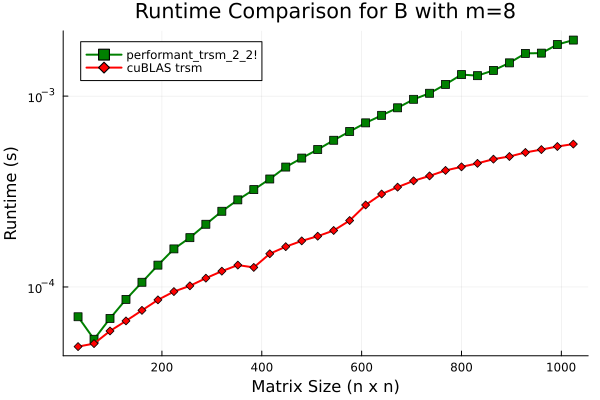 Runtime Comparison for B with m=8
performant_trsm_2_2!
cuBLAS trsm
Runtime (s)
10⁻³
10⁻⁴
200 400 600 800 1000
Matrix Size (n x n)